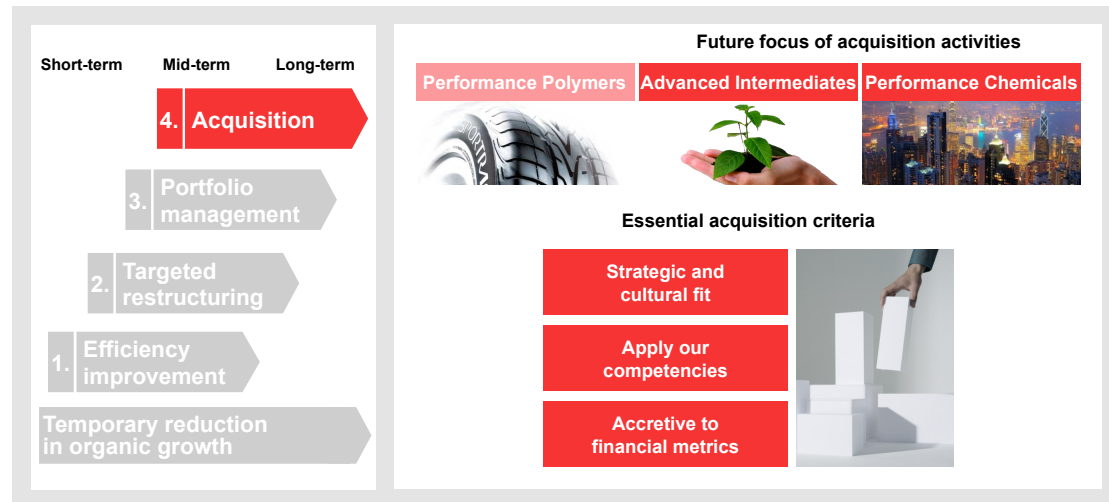 Short-term Mid-term Long-term
4. Acquisition
3. Portfolio
management
2. Targeted
restructuring
1. Efficiency
improvement
Temporary reduction
in organic growth
Future focus of acquisition activities
Performance Polymers Advanced Intermediates Performance Chemicals
Essential acquisition criteria
Strategic and
cultural fit
Apply our
competencies
Accretive to
financial metrics